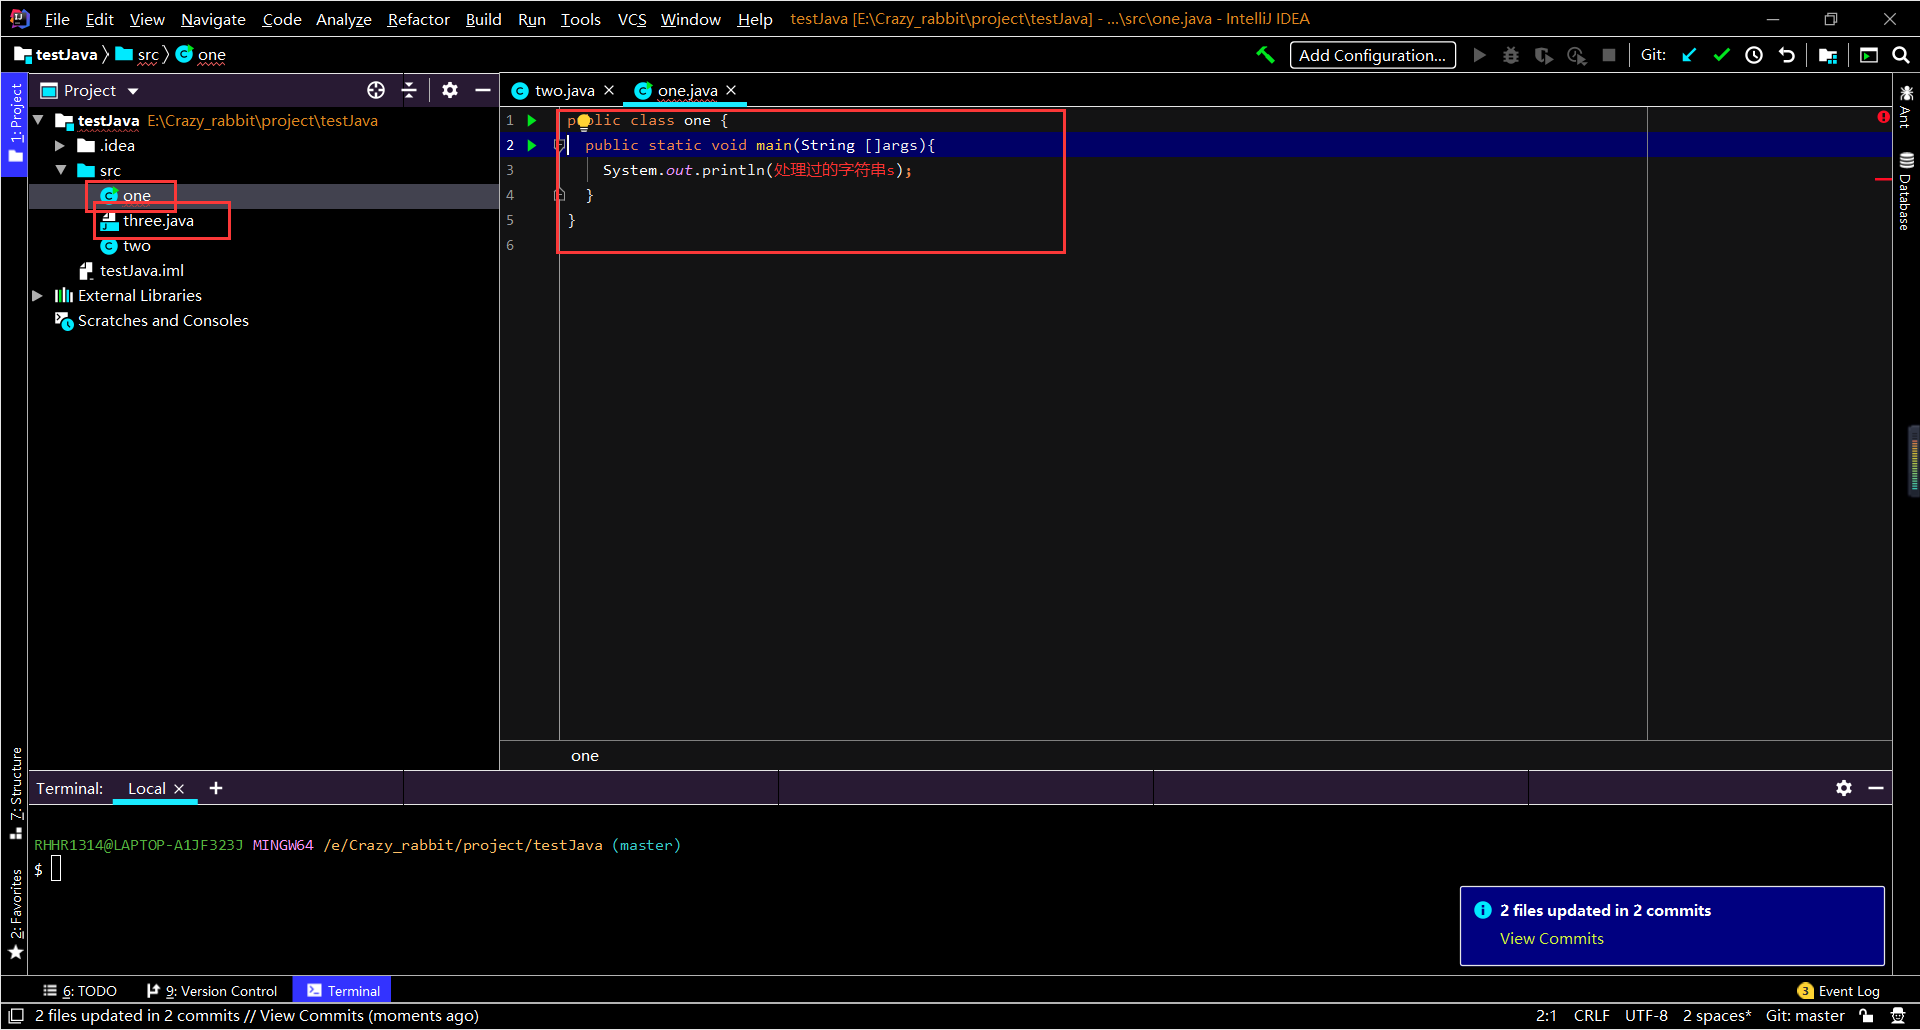 File Edit View Navigate Code Analyze Refactor Build Run Tools VCS Window Help testJava [E:\Crazy_rabbit\project\testJava] - ...\src\one.java - IntelliJ IDEA
testJava src one Add Configuration... Git:
1: Project
Project
two.java
one.java
testJava E:\Crazy_rabbit\project\testJava
.idea
src
one
three.java
two
testJava.iml
External Libraries
Scratches and Consoles
1 public class one {
2 public static void main(String []args){
3 System.out.println(处理过的字符串s);
4 }
5 }
6
one
Ant
Database
7: Structure
2: Favorites
Terminal: Local +
RHHR1314@LAPTOP-A1JF323J MINGW64 /e/Crazy_rabbit/project/testJava (master)
$
2 files updated in 2 commits
View Commits
6: TODO 9: Version Control Terminal 3 Event Log
2 files updated in 2 commits // View Commits (moments ago) 2:1 CRLF UTF-8 2 spaces* Git: master